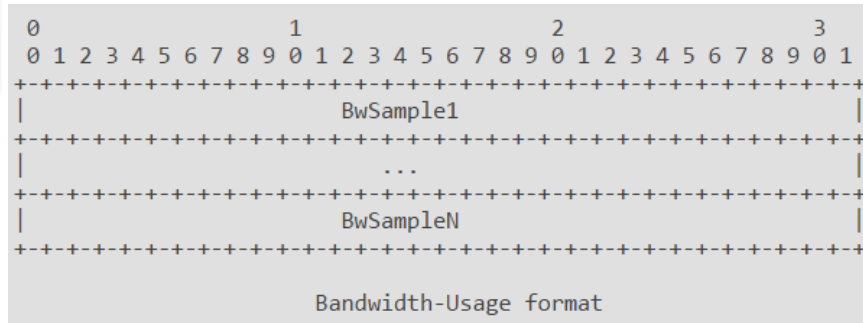 0                   1                   2                   3
0 1 2 3 4 5 6 7 8 9 0 1 2 3 4 5 6 7 8 9 0 1 2 3 4 5 6 7 8 9 0 1
+-+-+-+-+-+-+-+-+-+-+-+-+-+-+-+-+-+-+-+-+-+-+-+-+-+-+-+-+-+-+-+-+
|                        BwSample1                              |
+-+-+-+-+-+-+-+-+-+-+-+-+-+-+-+-+-+-+-+-+-+-+-+-+-+-+-+-+-+-+-+-+
|                           ...                                 |
+-+-+-+-+-+-+-+-+-+-+-+-+-+-+-+-+-+-+-+-+-+-+-+-+-+-+-+-+-+-+-+-+
|                        BwSampleN                              |
+-+-+-+-+-+-+-+-+-+-+-+-+-+-+-+-+-+-+-+-+-+-+-+-+-+-+-+-+-+-+-+-+
Bandwidth-Usage format